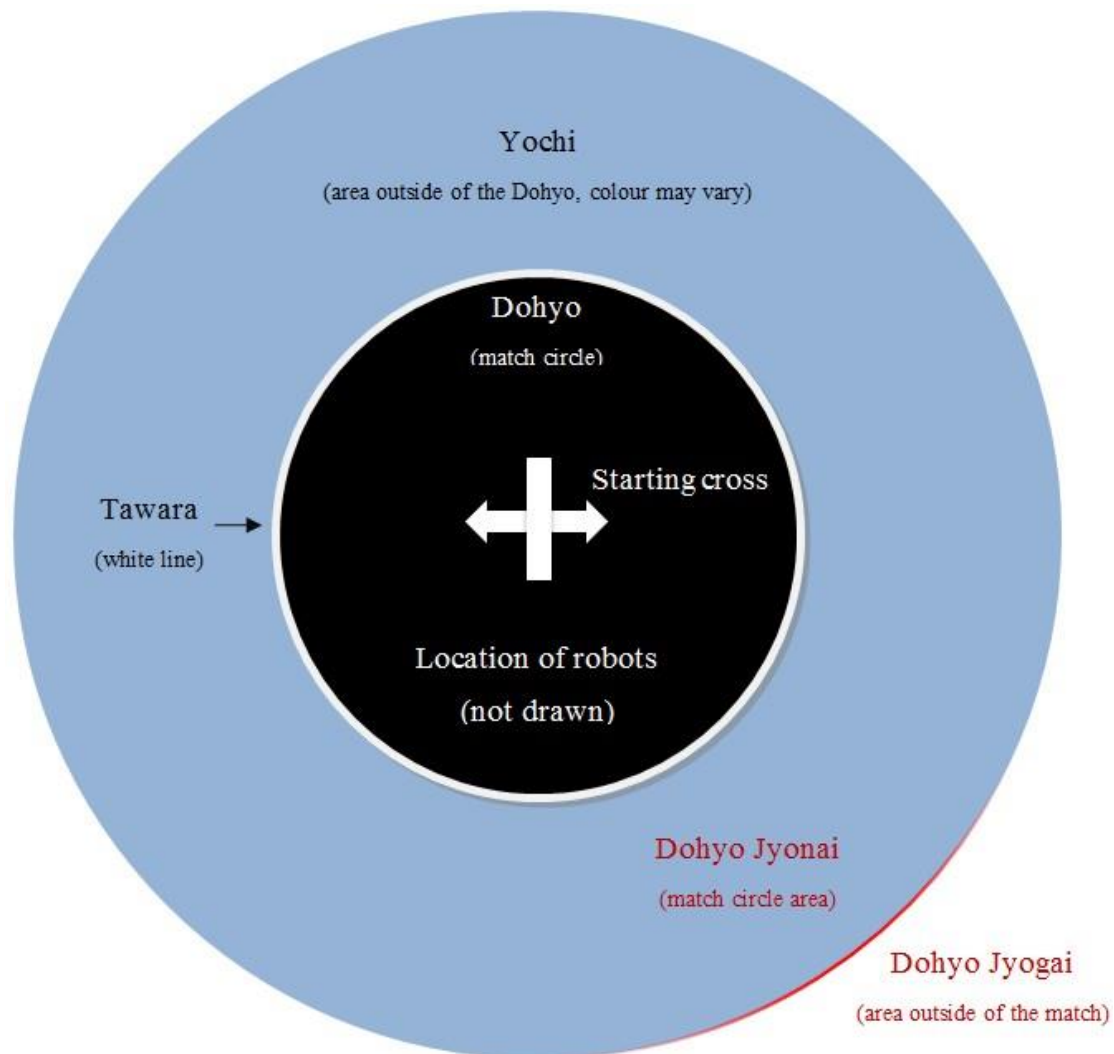 Yochi
(area outside of the Dohyo, colour may vary)
Dohyo
(match circle)
Starting cross
Tawara
(white line)
Location of robots
(not drawn)
Dohyo Jyonai
(match circle area)
Dohyo Jyogai
(area outside of the match)